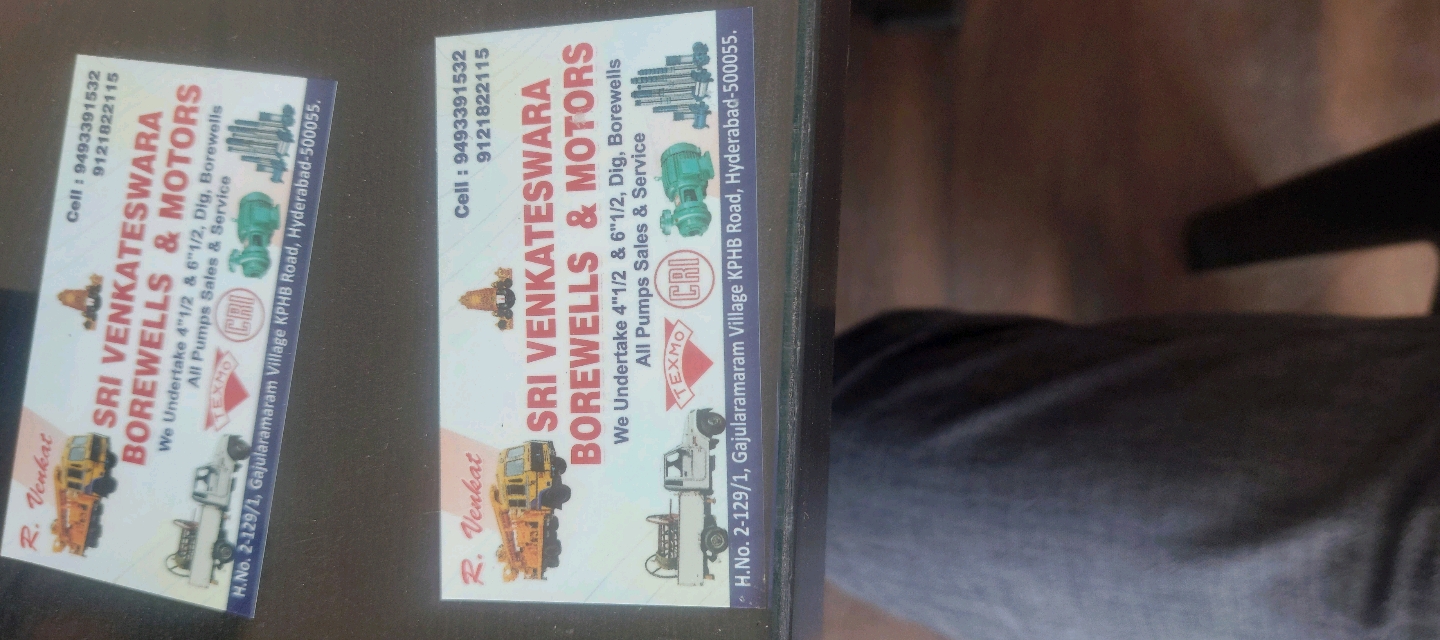 R. Venkat
Cell : 9493391532
9121822115
SRI VENKATESWARA
BOREWELLS & MOTORS
We Undertake 4"1/2 & 6"1/2, Dig, Borewells
All Pumps Sales & Service
TEXMO
CRI
H.No. 2-129/1, Gajularamaram Village KPHB Road, Hyderabad-500055.
R. Venkat
Cell : 9493391532
9121822115
SRI VENKATESWARA
BOREWELLS & MOTORS
We Undertake 4"1/2 & 6"1/2, Dig, Borewells
All Pumps Sales & Service
TEXMO
CRI
H.No. 2-129/1, Gajularamaram Village KPHB Road, Hyderabad-500055.